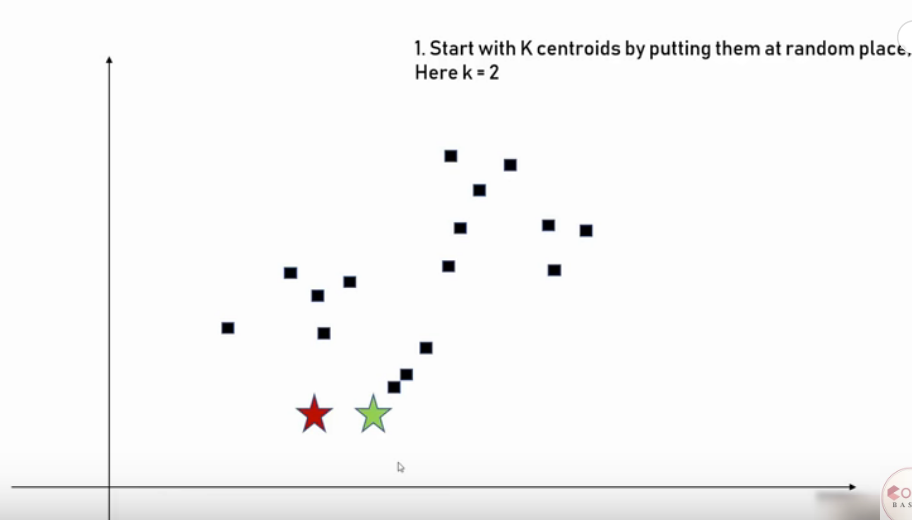 1. Start with K centroids by putting them at random place,
Here k = 2